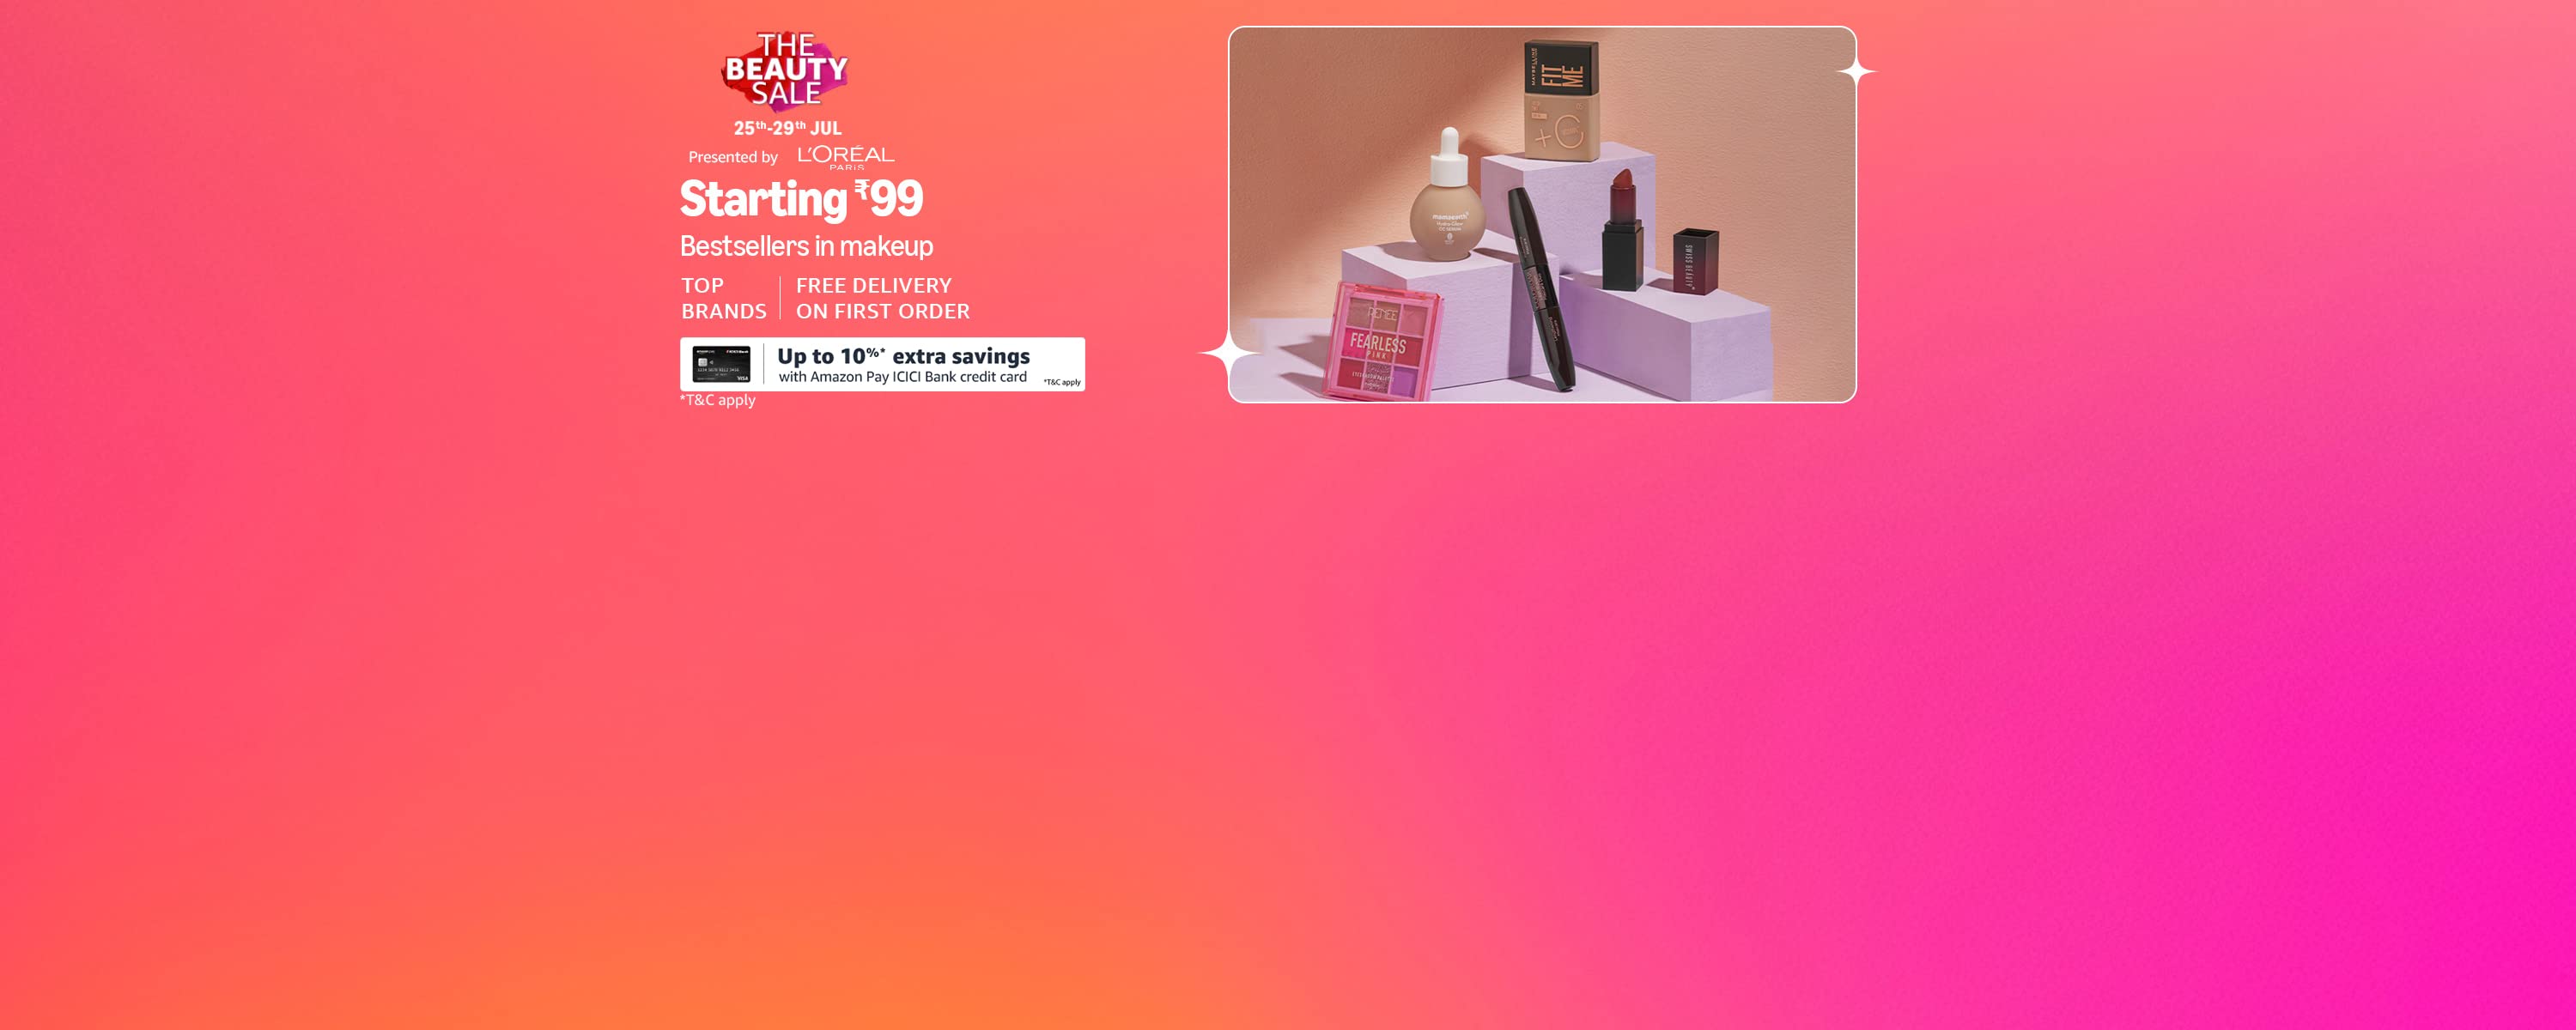 THE
BEAUTY
SALE
25th-29th JUL
Presented by L'ORÉAL
PARIS
Starting ₹99
Bestsellers in makeup
TOP
BRANDS
FREE DELIVERY
ON FIRST ORDER
Up to 10%* extra savings
with Amazon Pay ICICI Bank credit card
*T&C apply
VISA
*T&C apply
MAYBELLINE
FIT
ME
mamaearth
SWISS BEAUTY
RENEE
FEARLESS
PINK